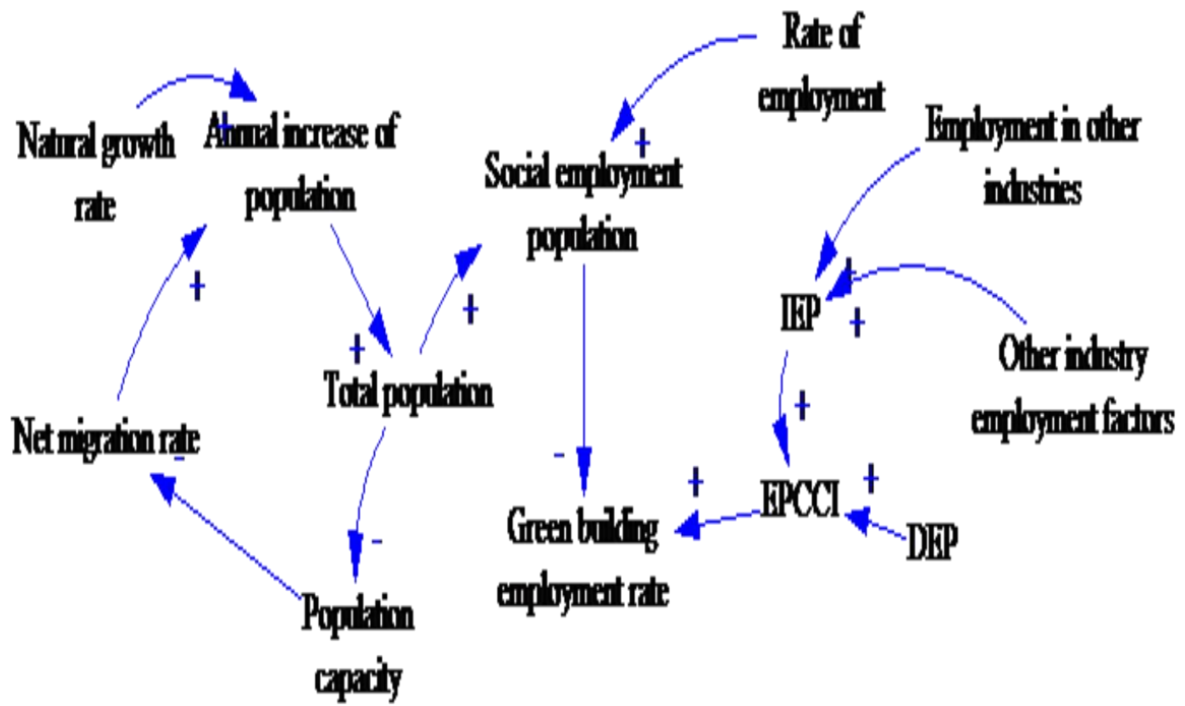 Rate of
employment
Natural growth
rate
+
Annual increase of
population
Employment in other
industries
+
Social employment
population
+
+
+
IEP
+
Other industry
employment factors
+
Total population
+
Net migration rate
-
-
+
EPCCI
+
DEP
Green building
employment rate
-
Population
capacity